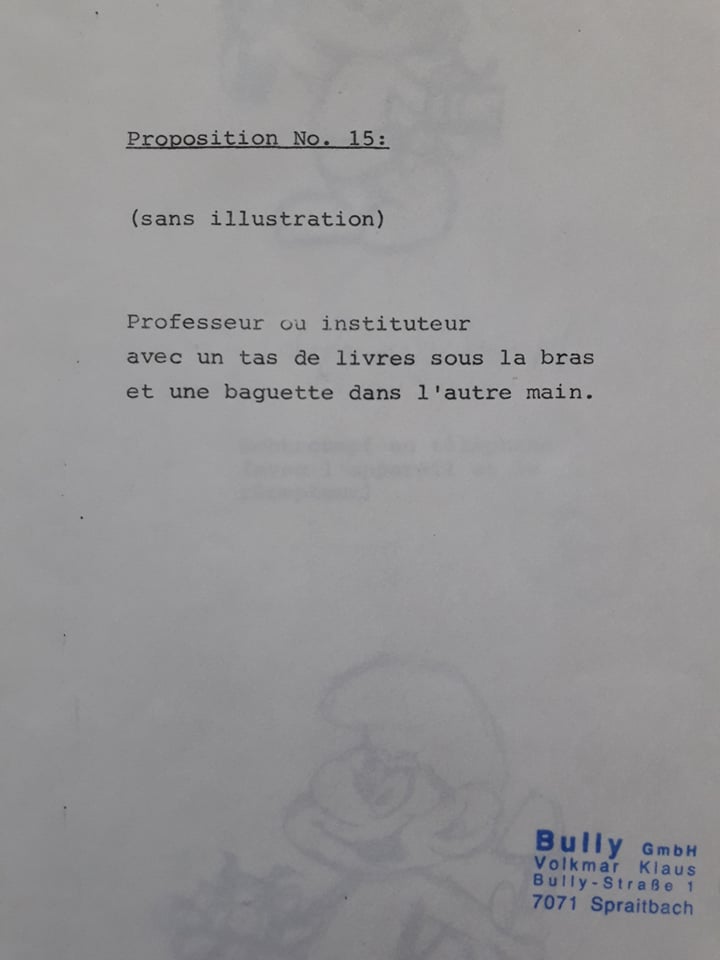 Proposition No. 15:
(sans illustration)
Professeur ou instituteur
avec un tas de livres sous la bras
et une baguette dans l'autre main.
Bully GmbH
Volkmar Klaus
Bully-Straße 1
7071 Spraitbach